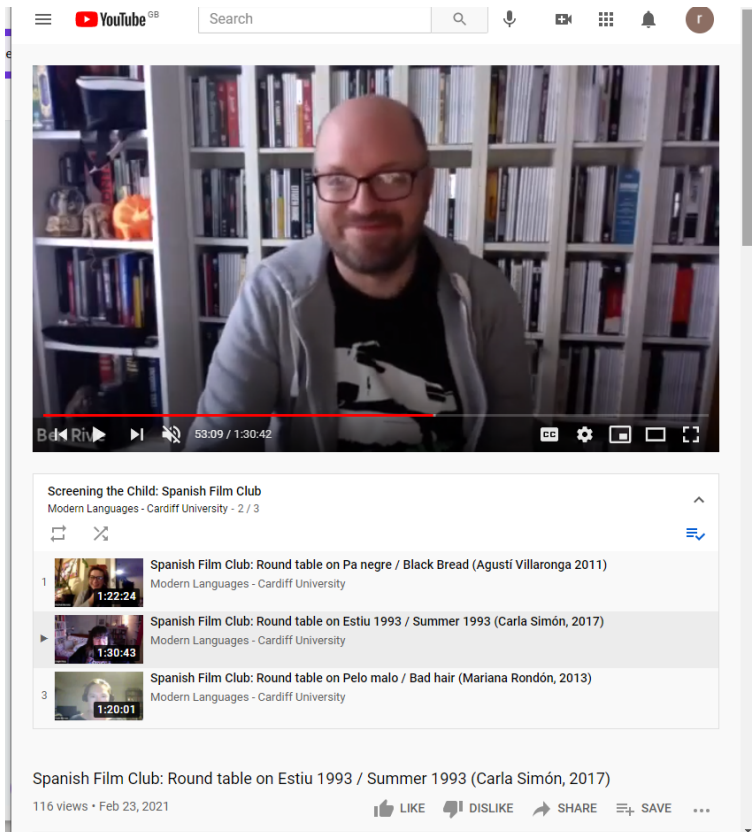 YouTube GB
Search
r
53:09 / 1:30:42
CC
Screening the Child: Spanish Film Club
Modern Languages - Cardiff University - 2 / 3
1
1:22:24
Spanish Film Club: Round table on Pa negre / Black Bread (Agustí Villaronga 2011)
Modern Languages - Cardiff University
1:30:43
Spanish Film Club: Round table on Estiu 1993 / Summer 1993 (Carla Simón, 2017)
Modern Languages - Cardiff University
3
1:20:01
Spanish Film Club: Round table on Pelo malo / Bad hair (Mariana Rondón, 2013)
Modern Languages - Cardiff University
Spanish Film Club: Round table on Estiu 1993 / Summer 1993 (Carla Simón, 2017)
116 views • Feb 23, 2021
LIKE
DISLIKE
SHARE
SAVE